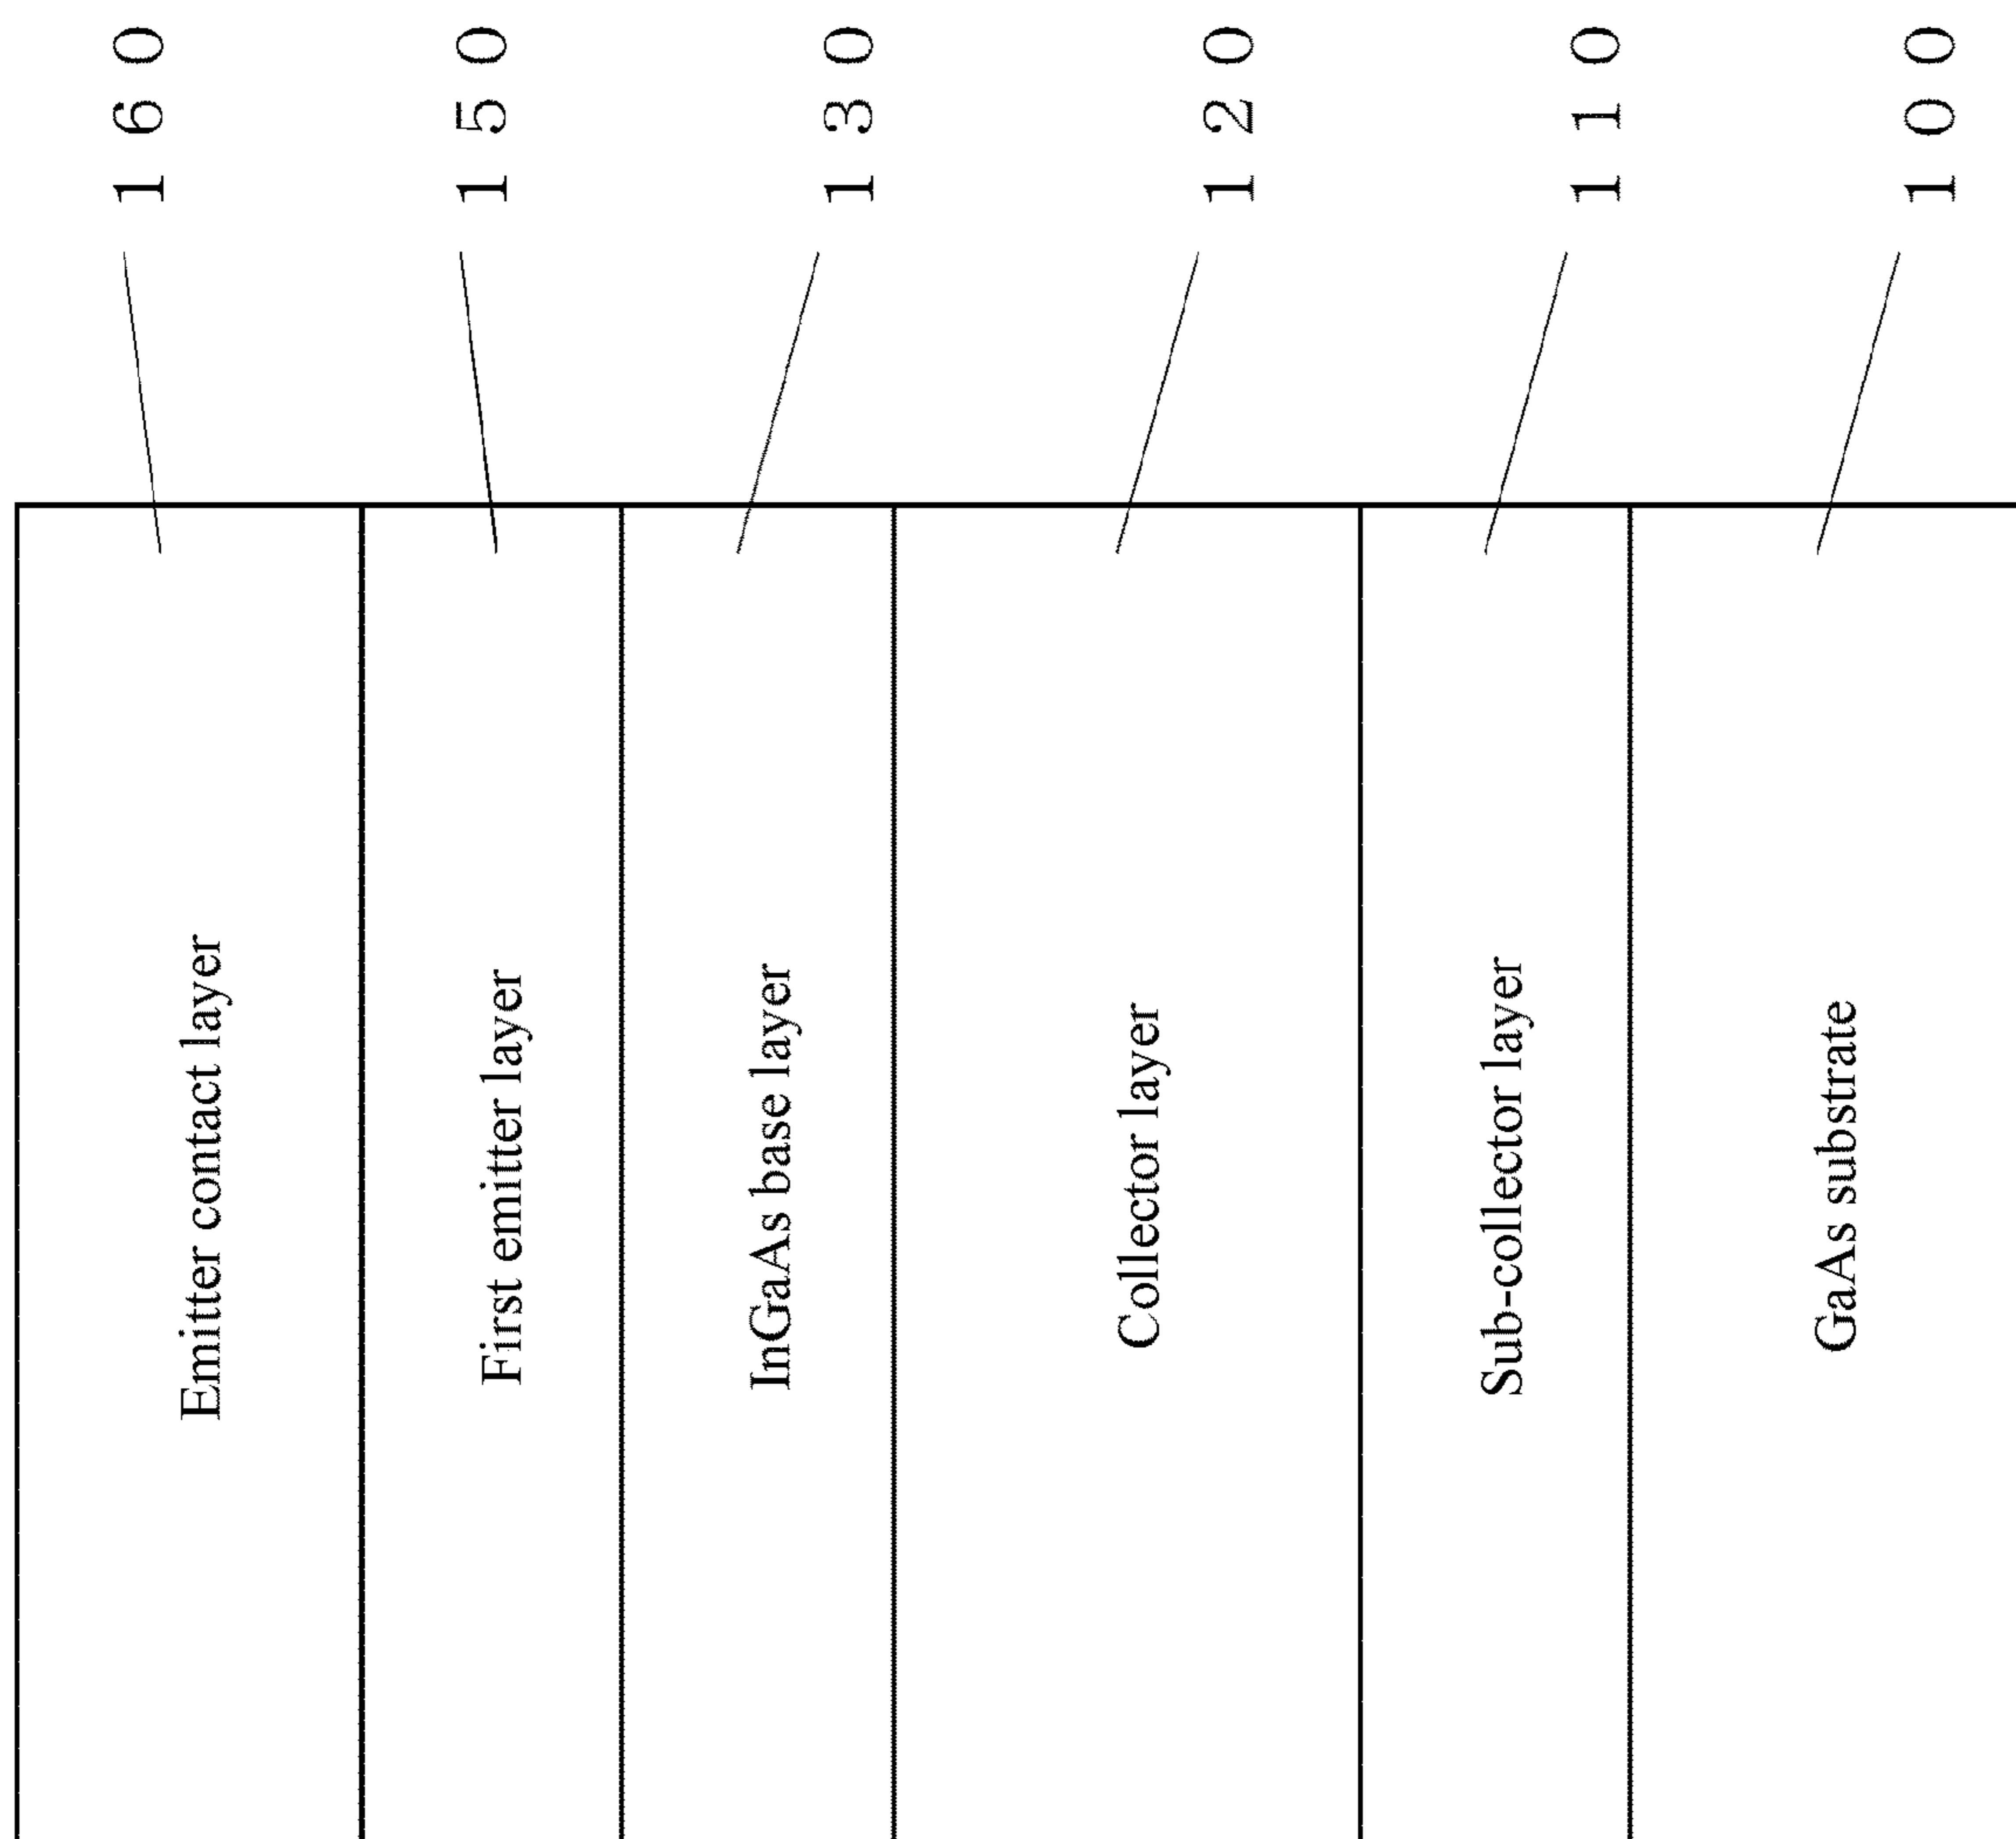 Emitter contact layer 160
First emitter layer 150
InGaAs base layer 130
Collector layer 120
Sub-collector layer 110
GaAs substrate 100